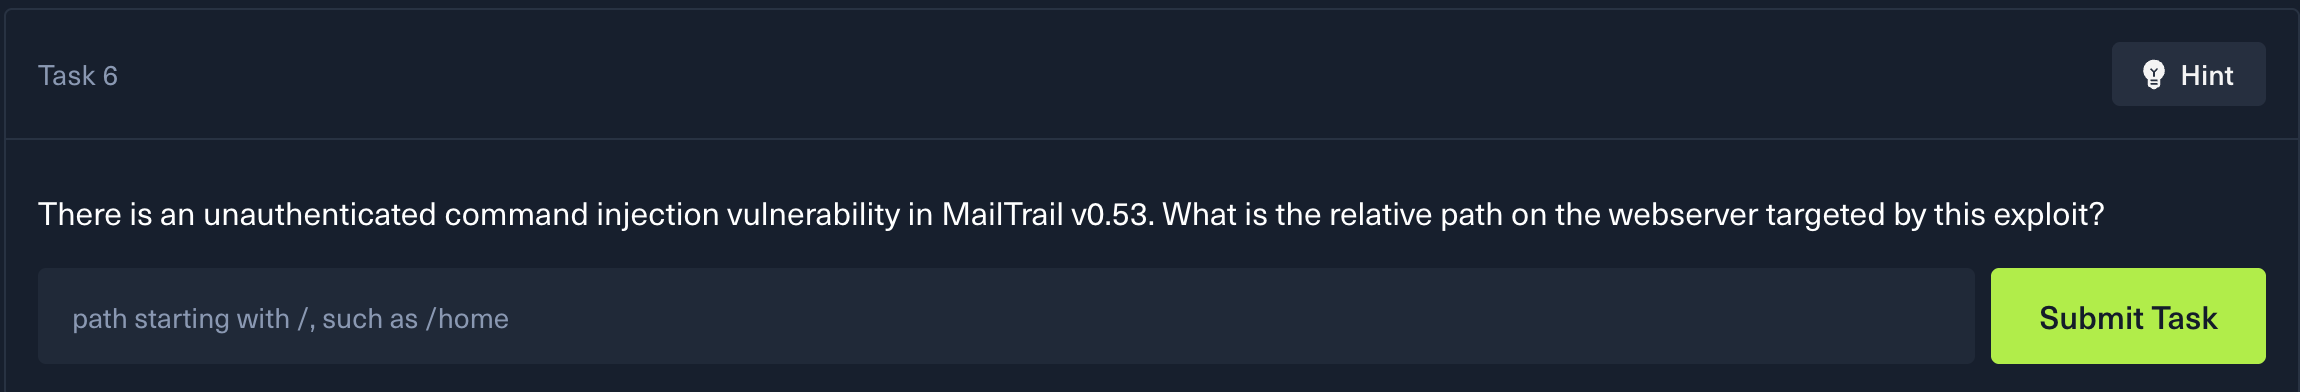 Task 6
Hint
There is an unauthenticated command injection vulnerability in MailTrail v0.53. What is the relative path on the webserver targeted by this exploit?
path starting with /, such as /home
Submit Task